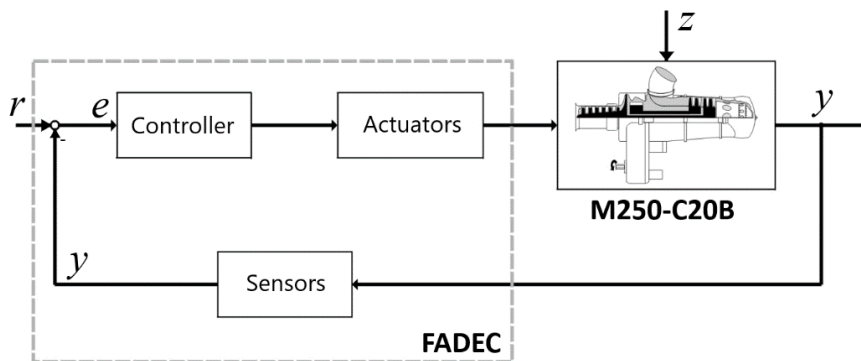 z
r
e
Controller
Actuators
y
-
M250-C20B
y
Sensors
FADEC